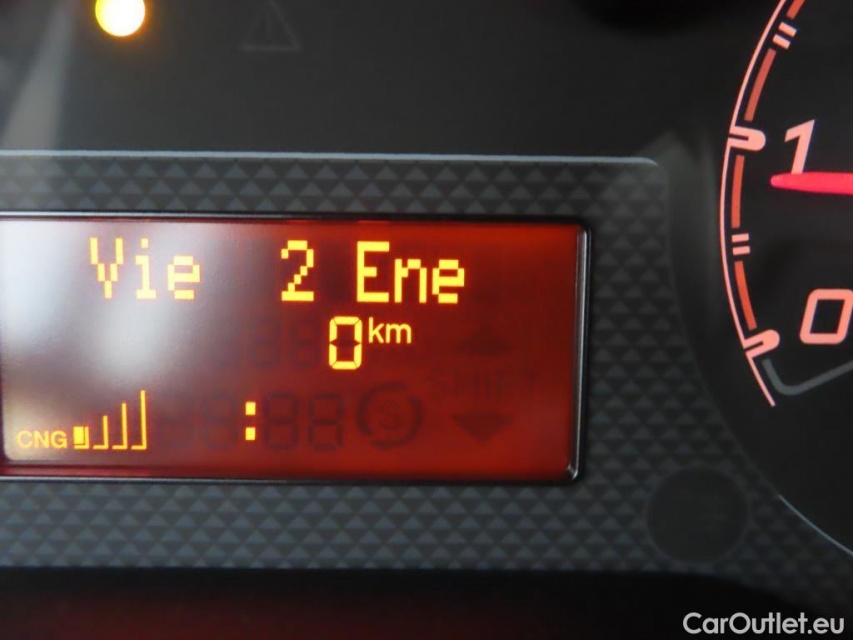 Vie 2 Ene
0km
CNG :
1
0
CarOutlet.eu